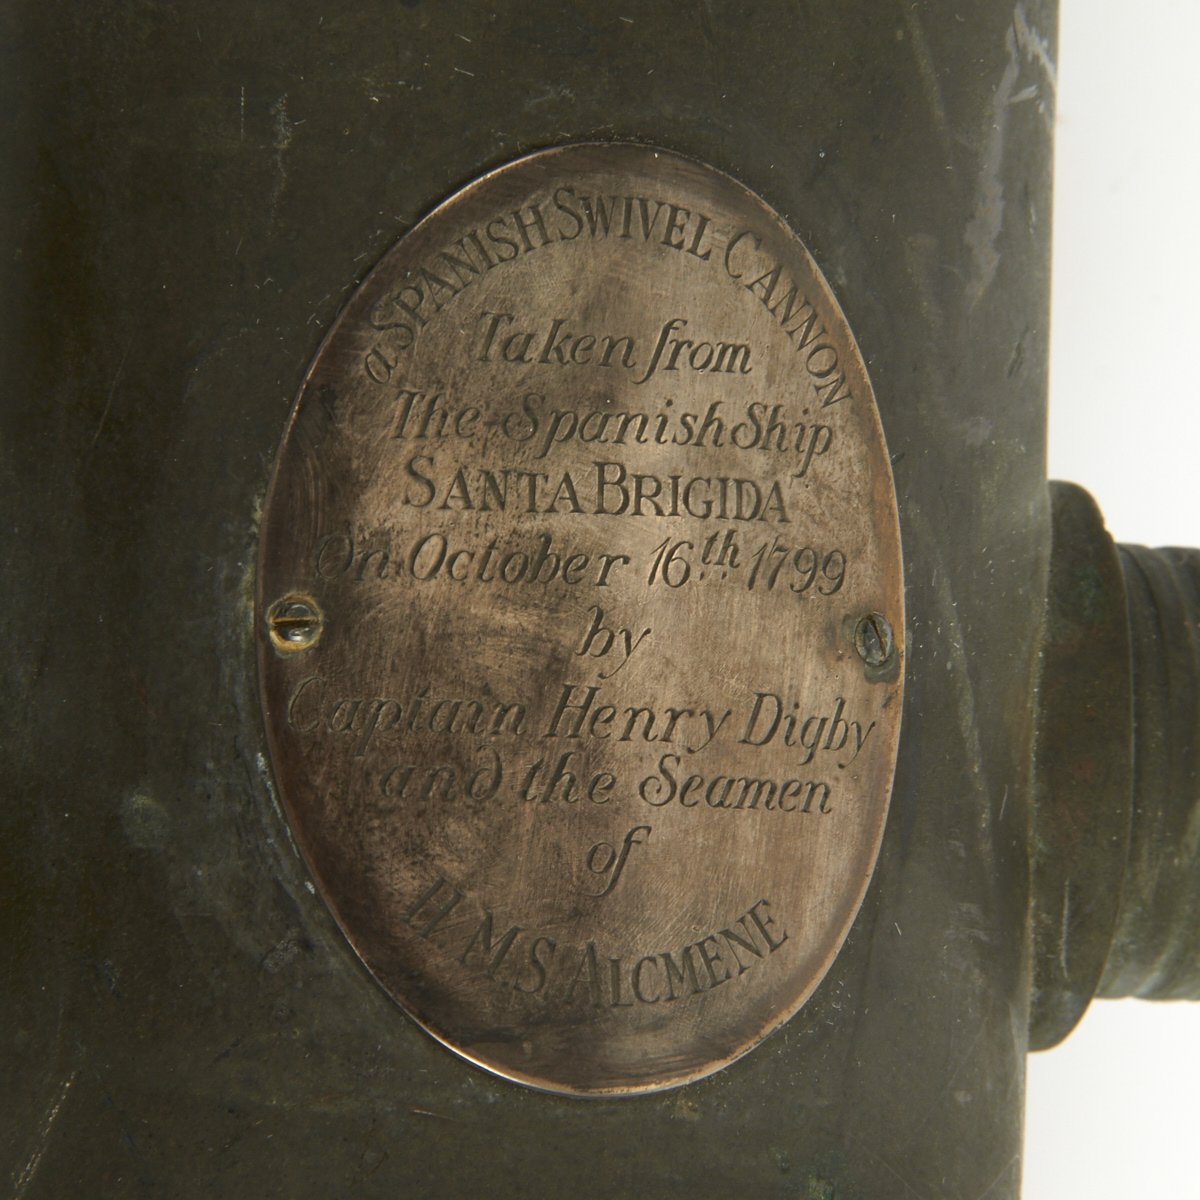 a SPANISH SWIVEL CANNON
Taken from
The Spanish Ship
SANTA BRIGIDA
On October 16th 1799
by
Captain Henry Digby
and the Seamen
of
H.M.S ALCMENE